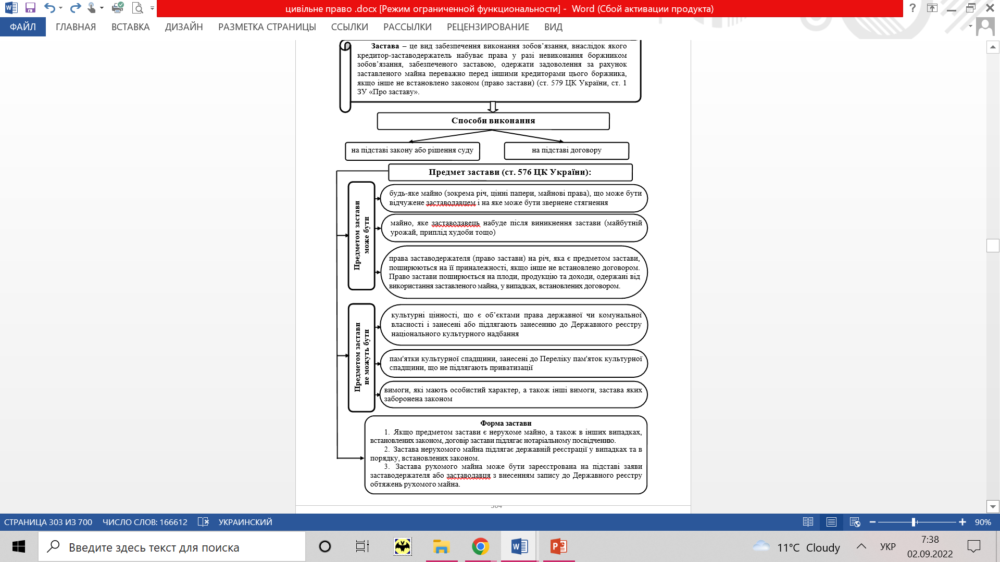 цивільне право .docx [Режим ограниченной функциональности] - Word (Сбой активации продукта)
ФАЙЛ ГЛАВНАЯ ВСТАВКА ДИЗАЙН РАЗМЕТКА СТРАНИЦЫ ССЫЛКИ РАССЫЛКИ РЕЦЕНЗИРОВАНИЕ ВИД
Застава – це вид забезпечення виконання зобов’язання, внаслідок якого
кредитор-заставодержатель набуває права у разі невиконання боржником
зобов’язання, забезпеченого заставою, одержати задоволення за рахунок
заставленого майна переважно перед іншими кредиторами цього боржника,
якщо інше не встановлено законом (право застави) (ст. 579 ЦК України, ст. 1
ЗУ «Про заставу».
Способи виконання
на підставі закону або рішення суду
на підставі договору
Предмет застави (ст. 576 ЦК України):
Предметом застави
може бути
будь-яке майно (зокрема річ, цінні папери, майнові права), що може бути
відчужене заставодавцем і на яке може бути звернене стягнення
майно, яке заставодавець набуде після виникнення застави (майбутній
урожай, приплід худоби тощо)
права заставодержателя (право застави) на річ, яка є предметом застави,
поширюються на її приналежності, якщо інше не встановлено договором.
Право застави поширюється на плоди, продукцію та доходи, одержані від
використання заставленого майна, у випадках, встановлених договором.
Предметом застави
не можуть бути
культурні цінності, що є об’єктами права державної чи комунальної
власності і занесені або підлягають занесенню до Державного реєстру
національного культурного надбання
пам'ятки культурної спадщини, занесені до Переліку пам'яток культурної
спадщини, що не підлягають приватизації
вимоги, які мають особистий характер, а також інші вимоги, застава яких
заборонена законом
Форма застави
1. Якщо предметом застави є нерухоме майно, а також в інших випадках,
встановлених законом, договір застави підлягає нотаріальному посвідченню.
2. Застава нерухомого майна підлягає державній реєстрації у випадках та в
порядку, встановлених законом.
3. Застава рухомого майна може бути зареєстрована на підставі заяви
заставодержателя або заставодавця з внесенням запису до Державного реєстру
обтяжень рухомого майна.
304
СТРАНИЦА 303 ИЗ 700 ЧИСЛО СЛОВ: 166612 УКРАИНСКИЙ 90%
Введите здесь текст для поиска
11°C Cloudy
УКР
7:38
02.09.2022